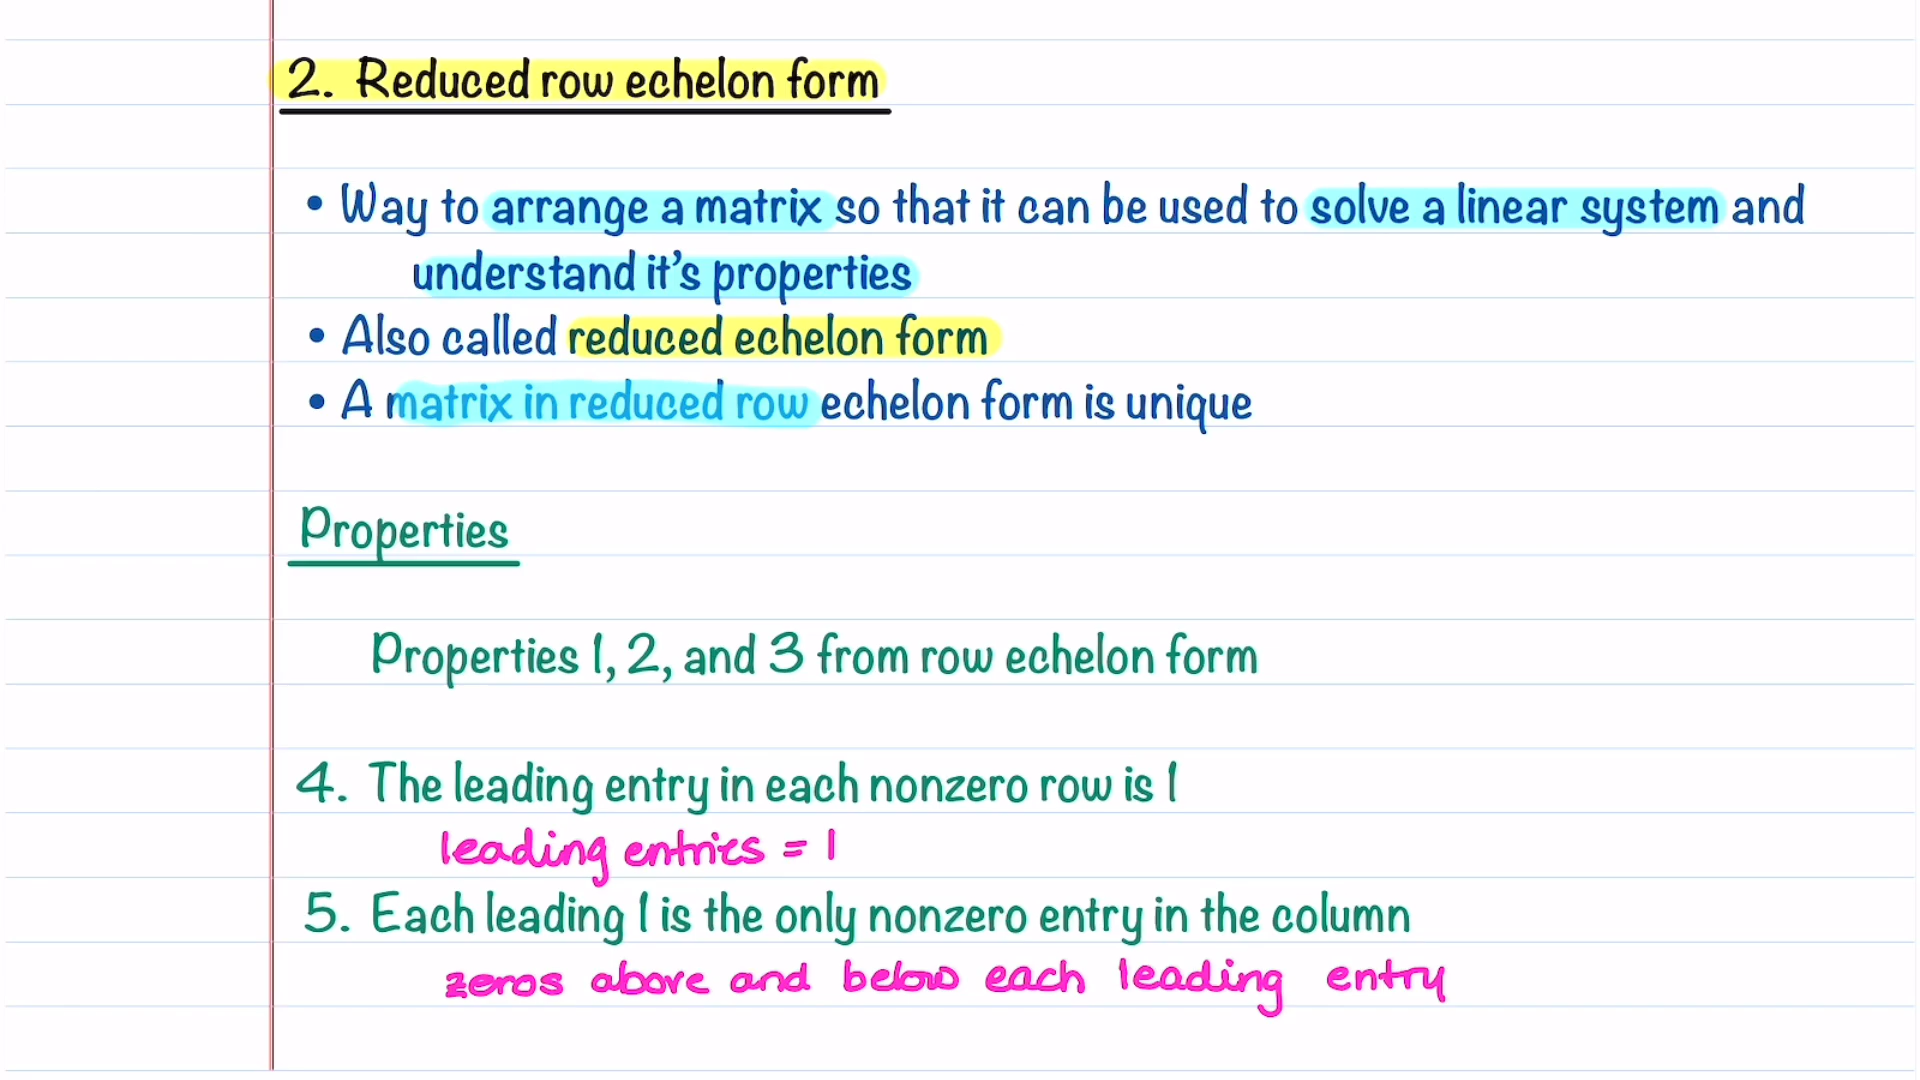 2. Reduced row echelon form
• Way to arrange a matrix so that it can be used to solve a linear system and
understand it's properties
• Also called reduced echelon form
• A matrix in reduced row echelon form is unique
Properties
Properties 1, 2, and 3 from row echelon form
4. The leading entry in each nonzero row is 1
leading entries = 1
5. Each leading 1 is the only nonzero entry in the column
zeros above and below each leading entry